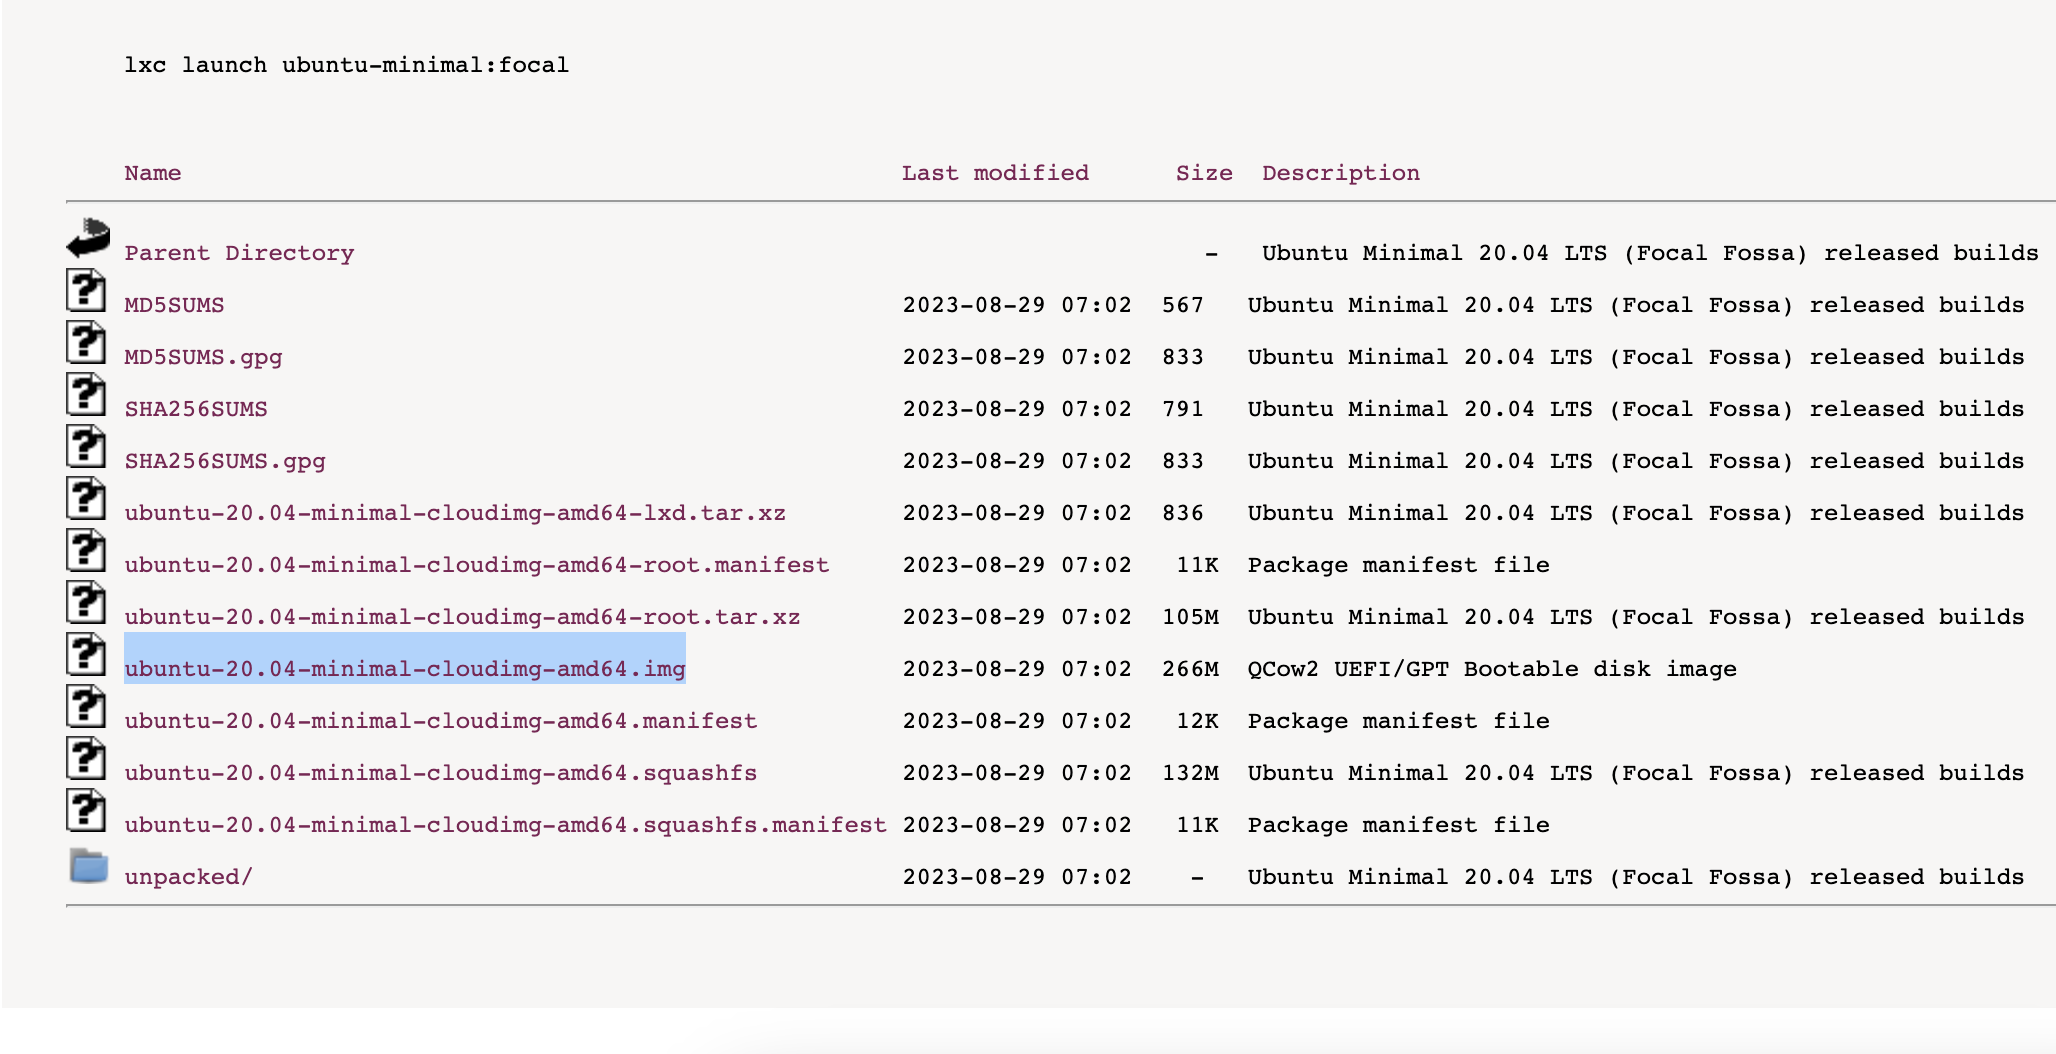 lxc launch ubuntu-minimal:focal
Name Last modified Size Description
Parent Directory - Ubuntu Minimal 20.04 LTS (Focal Fossa) released builds
MD5SUMS 2023-08-29 07:02 567 Ubuntu Minimal 20.04 LTS (Focal Fossa) released builds
MD5SUMS.gpg 2023-08-29 07:02 833 Ubuntu Minimal 20.04 LTS (Focal Fossa) released builds
SHA256SUMS 2023-08-29 07:02 791 Ubuntu Minimal 20.04 LTS (Focal Fossa) released builds
SHA256SUMS.gpg 2023-08-29 07:02 833 Ubuntu Minimal 20.04 LTS (Focal Fossa) released builds
ubuntu-20.04-minimal-cloudimg-amd64-lxd.tar.xz 2023-08-29 07:02 836 Ubuntu Minimal 20.04 LTS (Focal Fossa) released builds
ubuntu-20.04-minimal-cloudimg-amd64-root.manifest 2023-08-29 07:02 11K Package manifest file
ubuntu-20.04-minimal-cloudimg-amd64-root.tar.xz 2023-08-29 07:02 105M Ubuntu Minimal 20.04 LTS (Focal Fossa) released builds
ubuntu-20.04-minimal-cloudimg-amd64.img 2023-08-29 07:02 266M QCow2 UEFI/GPT Bootable disk image
ubuntu-20.04-minimal-cloudimg-amd64.manifest 2023-08-29 07:02 12K Package manifest file
ubuntu-20.04-minimal-cloudimg-amd64.squashfs 2023-08-29 07:02 132M Ubuntu Minimal 20.04 LTS (Focal Fossa) released builds
ubuntu-20.04-minimal-cloudimg-amd64.squashfs.manifest 2023-08-29 07:02 11K Package manifest file
unpacked/ 2023-08-29 07:02 - Ubuntu Minimal 20.04 LTS (Focal Fossa) released builds